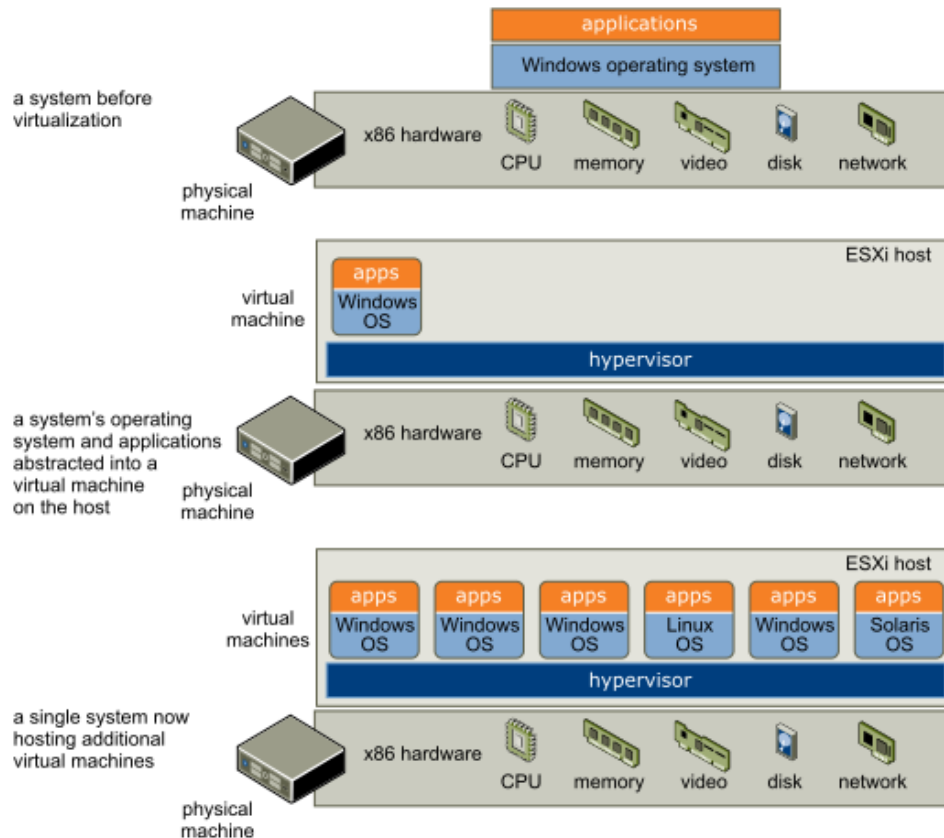 applications
Windows operating system
a system before
virtualization
x86 hardware
CPU
memory
video
disk
network
physical
machine
ESXi host
apps
Windows
OS
virtual
machine
hypervisor
a system's operating
system and applications
abstracted into a
virtual machine
on the host
x86 hardware
CPU
memory
video
disk
network
physical
machine
ESXi host
virtual
machines
apps
Windows
OS
apps
Windows
OS
apps
Windows
OS
apps
Linux
OS
apps
Windows
OS
apps
Solaris
OS
hypervisor
a single system now
hosting additional
virtual machines
x86 hardware
CPU
memory
video
disk
network
physical
machine